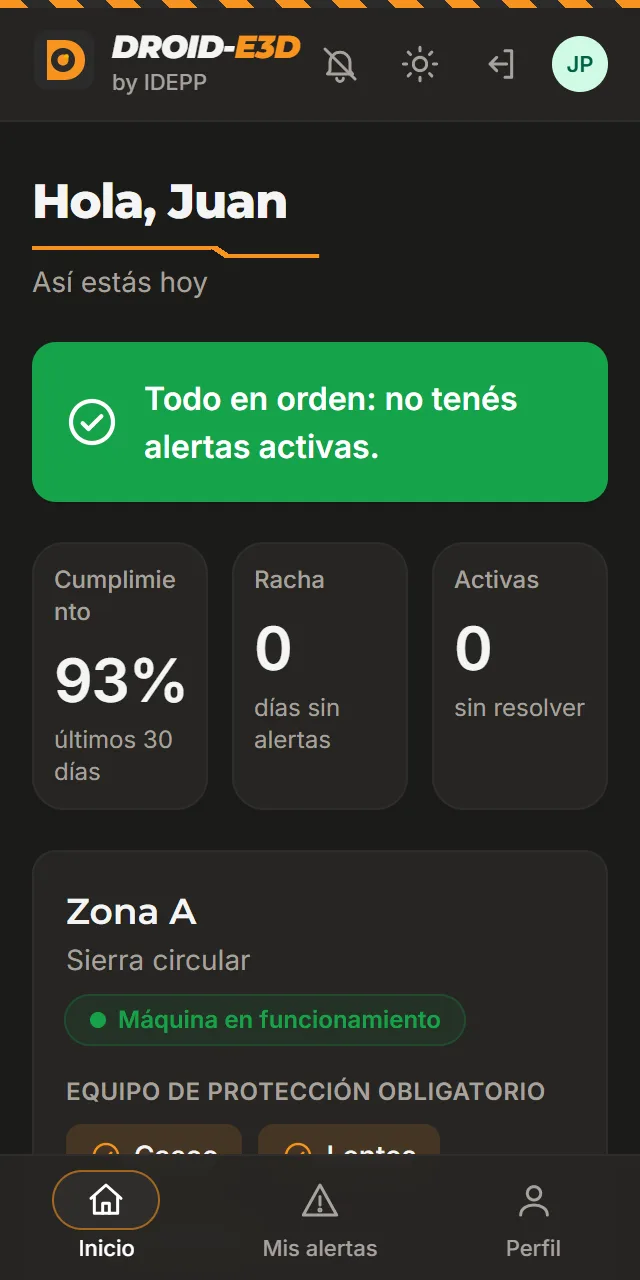 DROID-E3D
by IDEPP
JP
Hola, Juan
Así estás hoy
Todo en orden: no tenés
alertas activas.
Cumplimie
nto
93%
últimos 30
días
Racha
0
días sin
alertas
Activas
0
sin resolver
Zona A
Sierra circular
Máquina en funcionamiento
EQUIPO DE PROTECCIÓN OBLIGATORIO
Casco
Lentes
Inicio
Mis alertas
Perfil